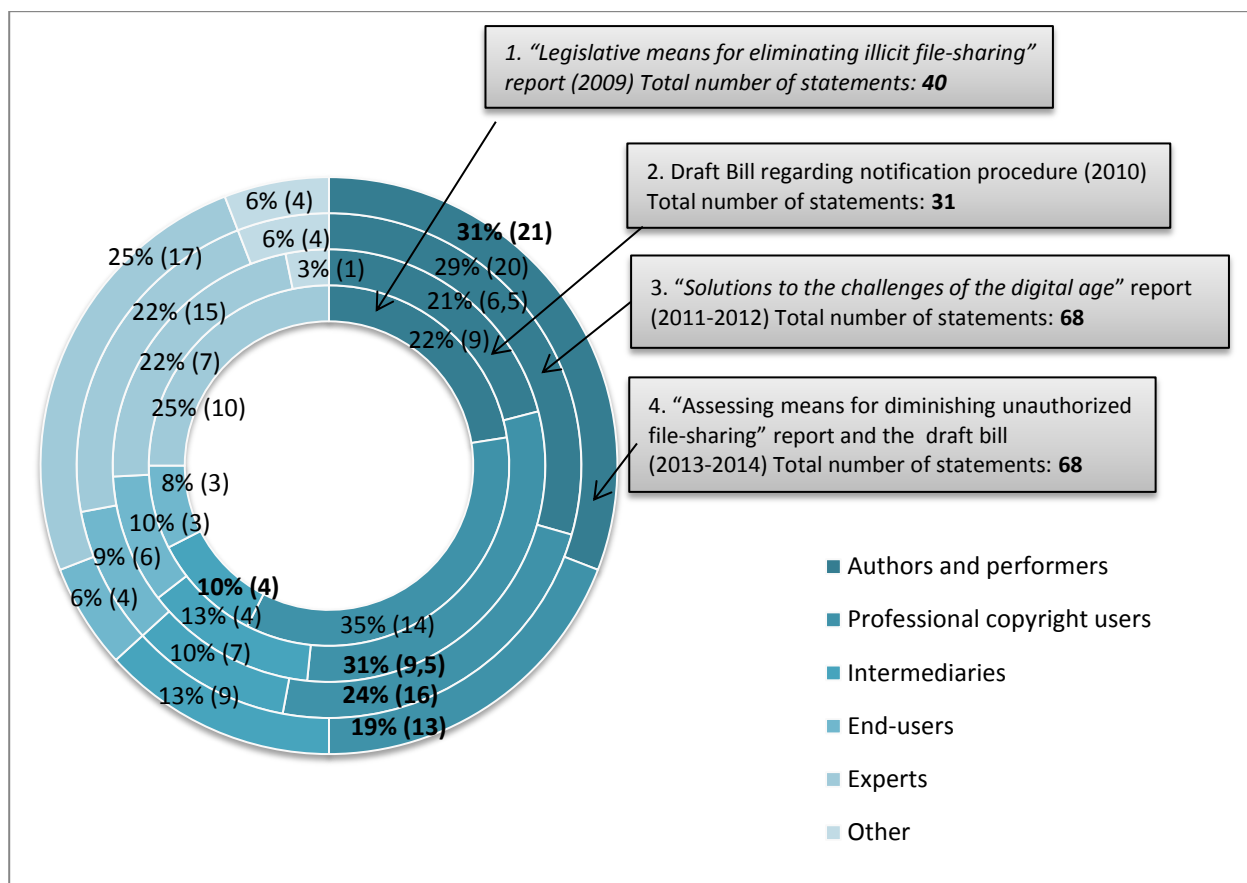 1. “Legislative means for eliminating illicit file-sharing”
report (2009) Total number of statements: 40
2. Draft Bill regarding notification procedure (2010)
Total number of statements: 31
3. “Solutions to the challenges of the digital age” report
(2011-2012) Total number of statements: 68
4. “Assessing means for diminishing unauthorized
file-sharing” report and the draft bill
(2013-2014) Total number of statements: 68
6% (4)
31% (21)
25% (17)
6% (4)
29% (20)
3% (1)
21% (6,5)
22% (15)
22% (9)
22% (7)
25% (10)
8% (3)
10% (3)
9% (6)
6% (4)
10% (4)
13% (4)
35% (14)
10% (7)
31% (9,5)
13% (9)
24% (16)
19% (13)
Authors and performers
Professional copyright users
Intermediaries
End-users
Experts
Other